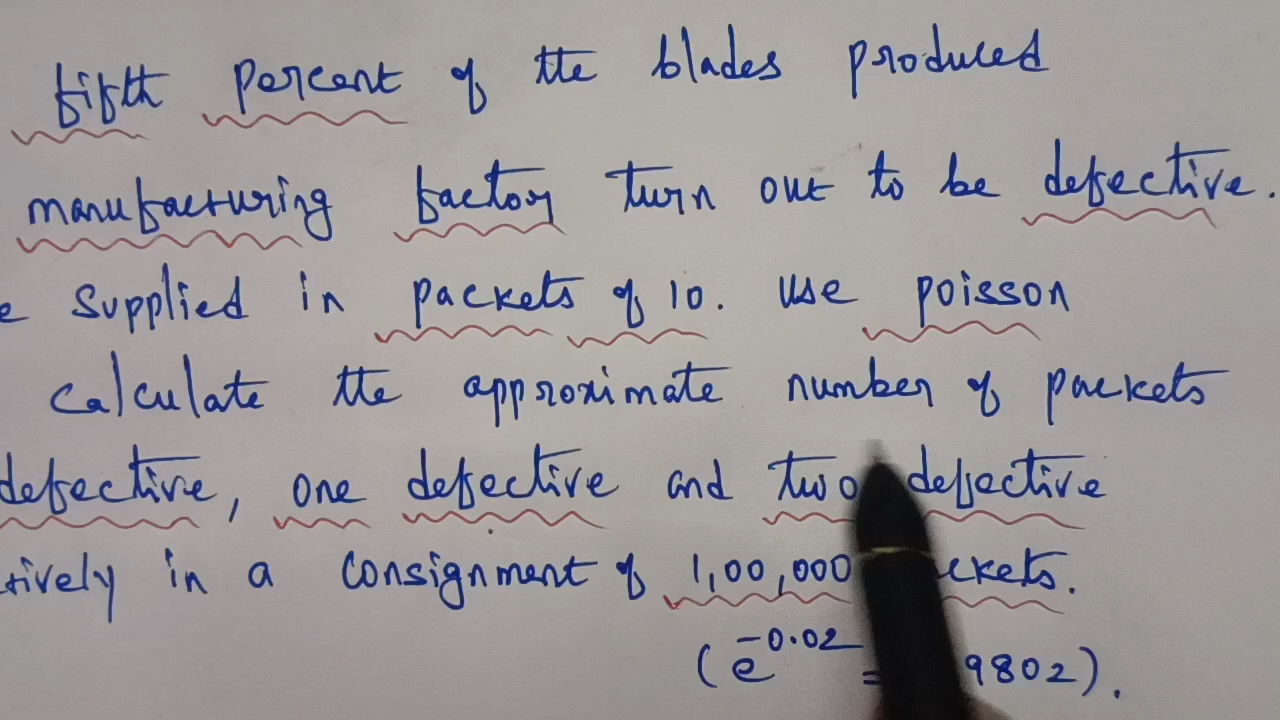 fifth percent of the blades produced
manufacturing factory turn out to be defective.
e supplied in packets of 10. use poisson
calculate the approximate number of packets
defective, one defective and two defective
tively in a consignment of 1,00,000 ckets.
(e^-0.02 = 9802).